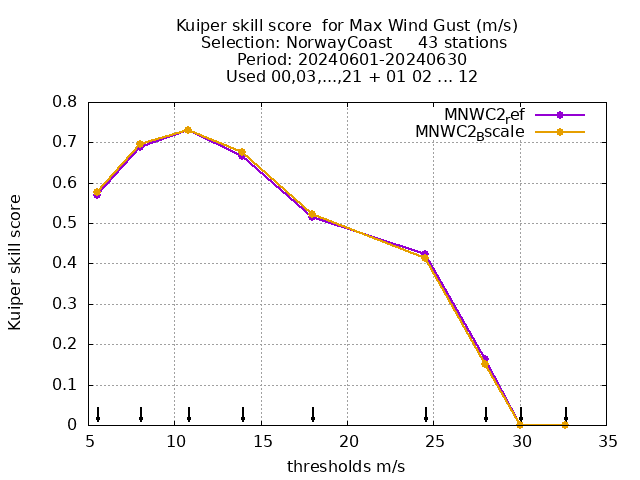 Kuiper skill score  for Max Wind Gust (m/s)
Selection: NorwayCoast     43 stations
Period: 20240601-20240630
Used 00,03,...,21 + 01 02 ... 12
MNWC2ref
MNWC2Bscale
Kuiper skill score
0.8
0.7
0.6
0.5
0.4
0.3
0.2
0.1
0
5 10 15 20 25 30 35
thresholds m/s